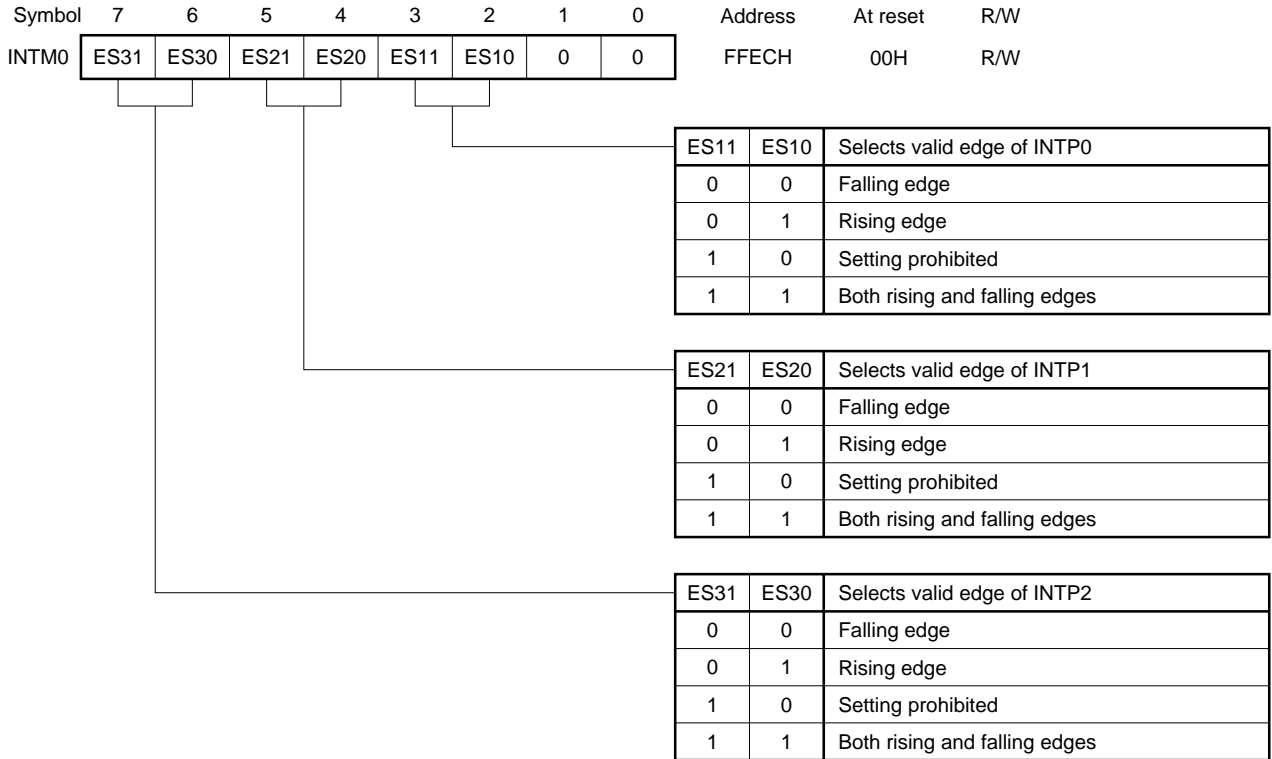 Symbol 7 6 5 4 3 2 1 0 Address At reset R/W
INTM0 ES31 ES30 ES21 ES20 ES11 ES10 0 0 FFECH 00H R/W
ES11 ES10 Selects valid edge of INTP0
0 0 Falling edge
0 1 Rising edge
1 0 Setting prohibited
1 1 Both rising and falling edges
ES21 ES20 Selects valid edge of INTP1
0 0 Falling edge
0 1 Rising edge
1 0 Setting prohibited
1 1 Both rising and falling edges
ES31 ES30 Selects valid edge of INTP2
0 0 Falling edge
0 1 Rising edge
1 0 Setting prohibited
1 1 Both rising and falling edges